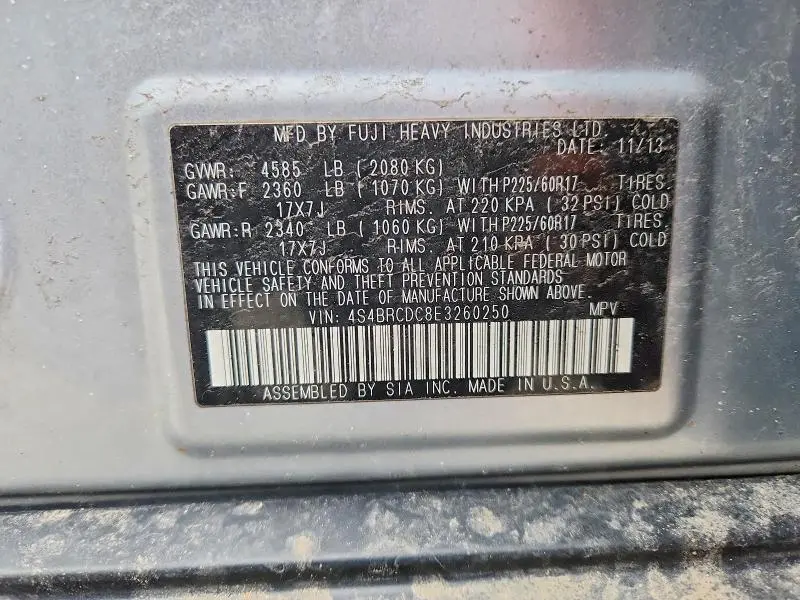 MFD BY FUJI HEAVY INDUSTRIES LTD.
DATE: 11/13
GVWR: 4585 LB ( 2080 KG)
GAWR:F 2360 LB ( 1070 KG) WITH P225/60R17 TIRES.
17X7J RIMS. AT 220 KPA ( 32 PSI) COLD
GAWR:R 2340 LB ( 1060 KG) WITH P225/60R17 TIRES.
17X7J RIMS. AT 210 KPA ( 30 PSI) COLD
THIS VEHICLE CONFORMS TO ALL APPLICABLE FEDERAL MOTOR
VEHICLE SAFETY AND THEFT PREVENTION STANDARDS
IN EFFECT ON THE DATE OF MANUFACTURE SHOWN ABOVE.
VIN: 4S4BRCDC8E3260250 MPV
ASSEMBLED BY SIA INC. MADE IN U.S.A.